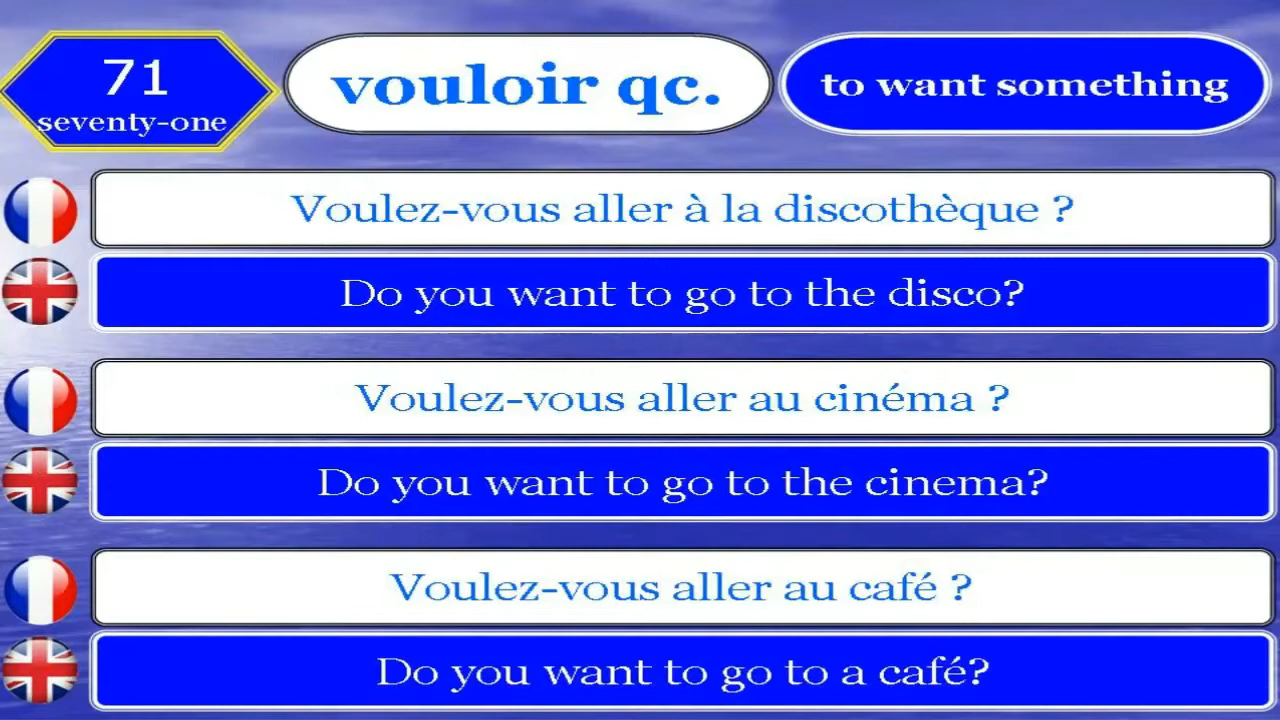 71
seventy-one
vouloir qc.
to want something
Voulez-vous aller à la discothèque ?
Do you want to go to the disco?
Voulez-vous aller au cinéma ?
Do you want to go to the cinema?
Voulez-vous aller au café ?
Do you want to go to a café?